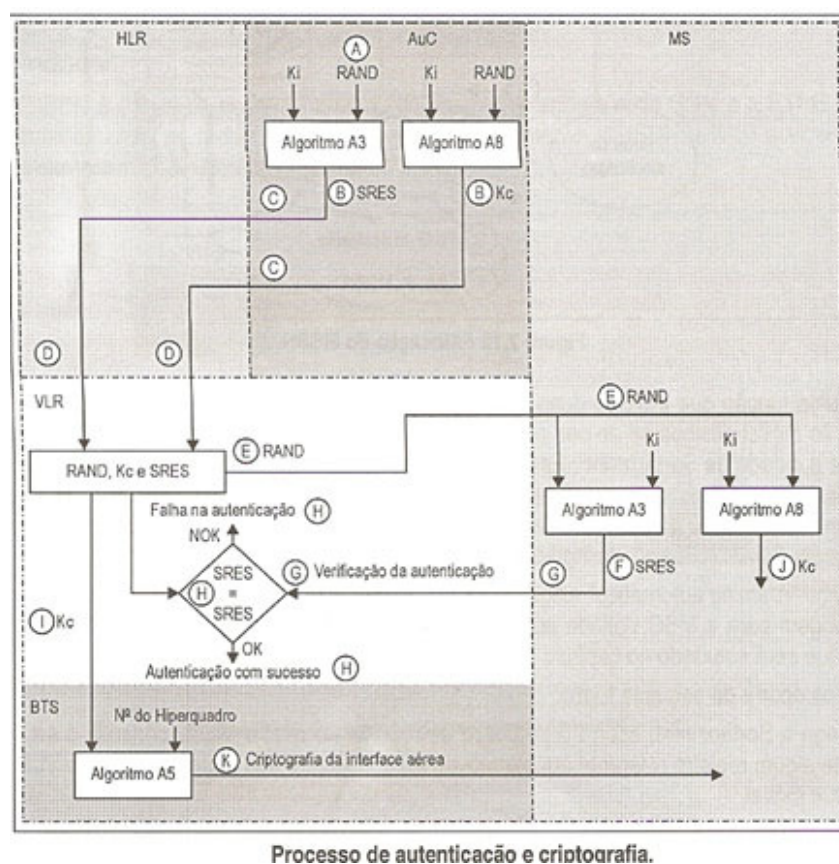 HLR
AuC
MS
A
Ki
RAND
Ki
RAND
Algoritmo A3
Algoritmo A8
C
B SRES
B Kc
C
D
D
VLR
E RAND
E RAND
RAND, Kc e SRES
Ki
Ki
Falha na autenticação H
NOK
Algoritmo A3
Algoritmo A8
SRES
=
SRES
H
G Verificação da autenticação
G
F SRES
J Kc
I Kc
OK
Autenticação com sucesso H
BTS
Nº do Hiperquadro
Algoritmo A5
K Criptografia da interface aérea
Processo de autenticação e criptografia.